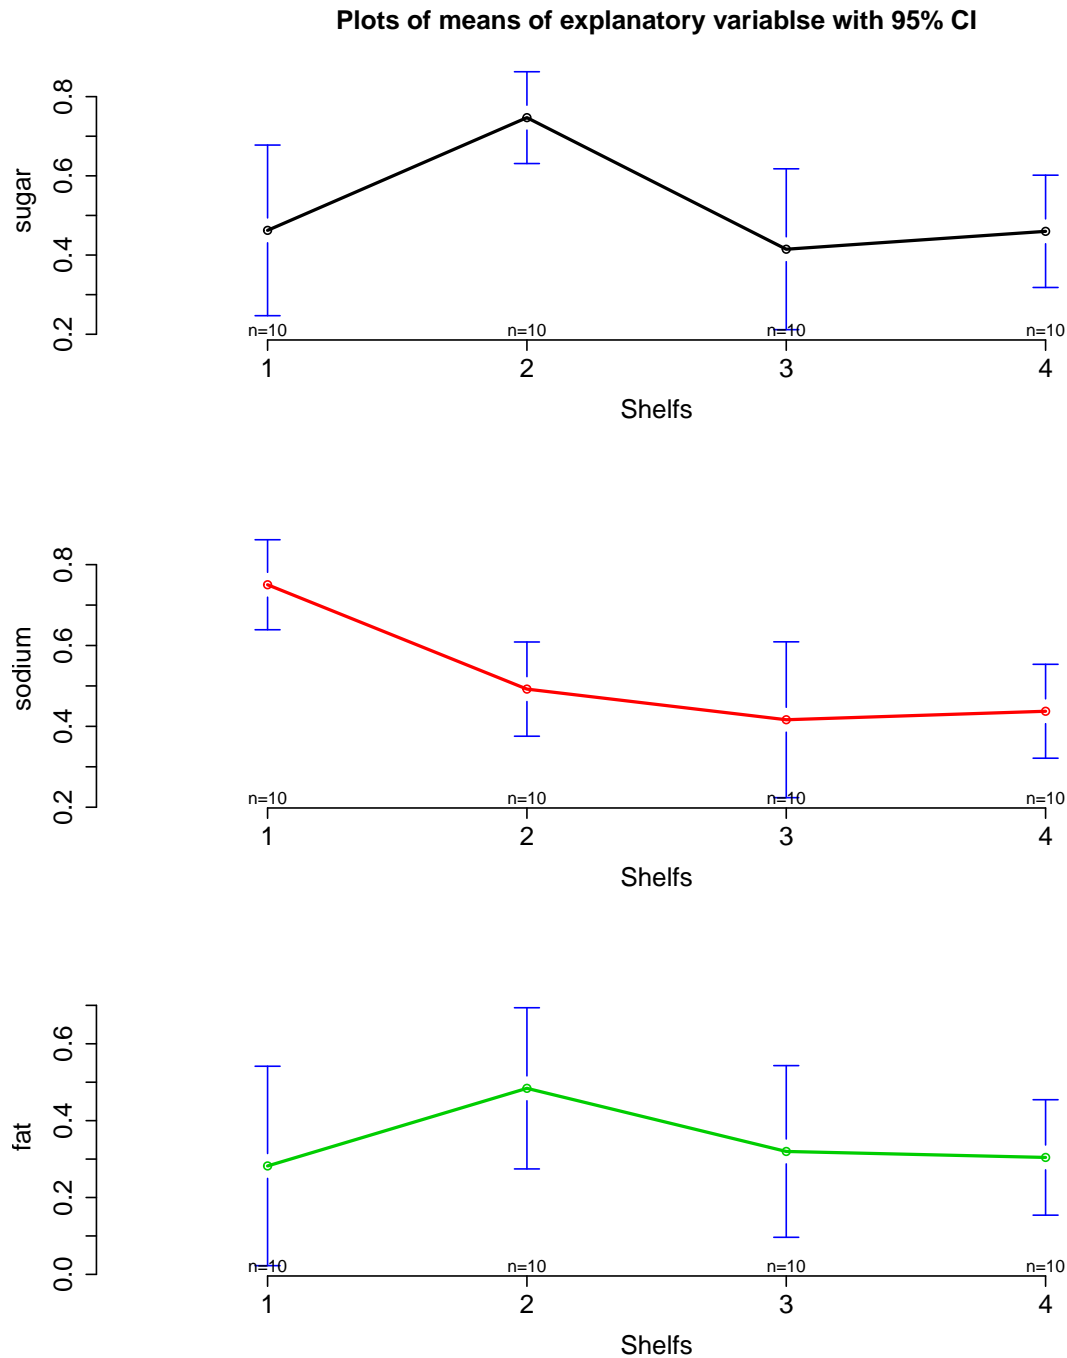 Plots of means of explanatory variablse with 95% CI
sugar
0.8
0.6
0.4
0.2
n=10 n=10 n=10 n=10
1 2 3 4
Shelfs
sodium
0.8
0.6
0.4
0.2
n=10 n=10 n=10 n=10
1 2 3 4
Shelfs
fat
0.6
0.4
0.2
0.0
n=10 n=10 n=10 n=10
1 2 3 4
Shelfs